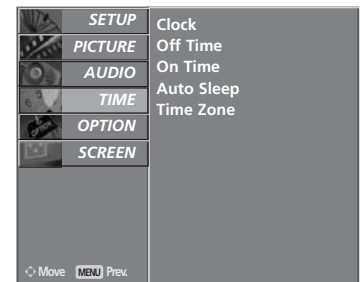 SETUP
PICTURE
AUDIO
TIME
OPTION
SCREEN
Move MENU Prev.
Clock
Off Time
On Time
Auto Sleep
Time Zone